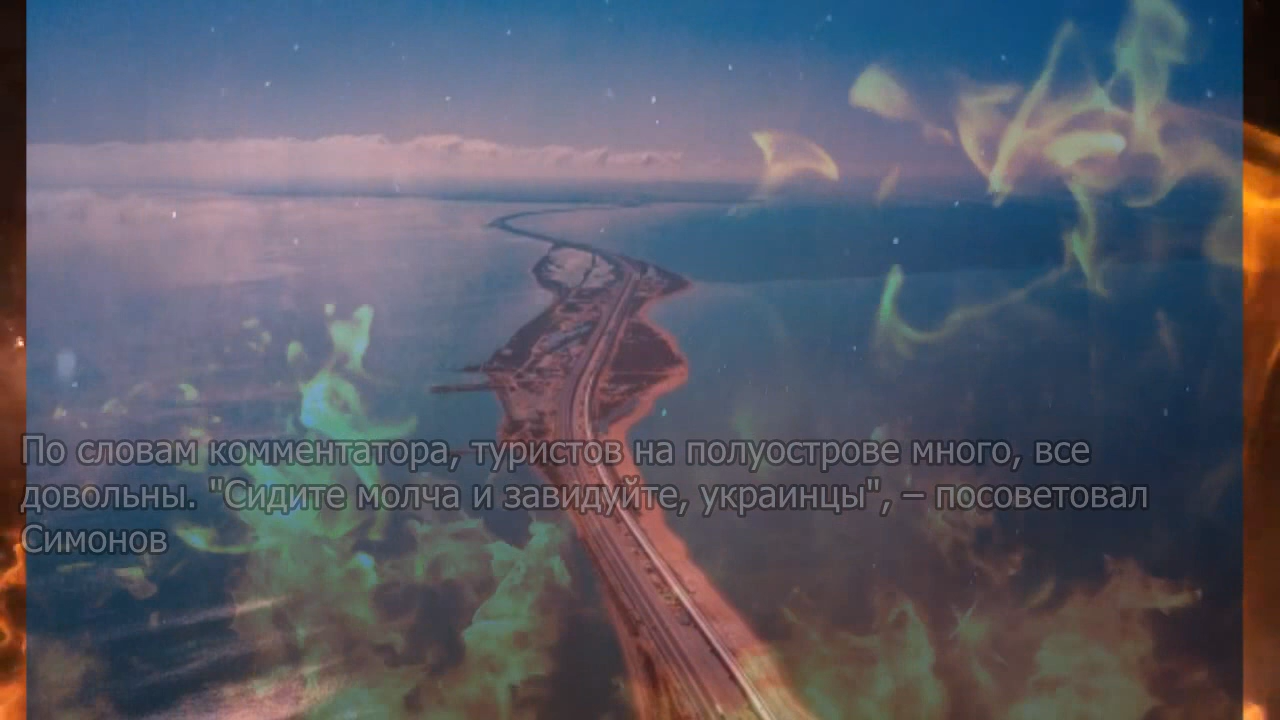 По словам комментатора, туристов на полуострове много, все
довольны. "Сидите молча и завидуйте, украинцы", – посоветовал
Симонов